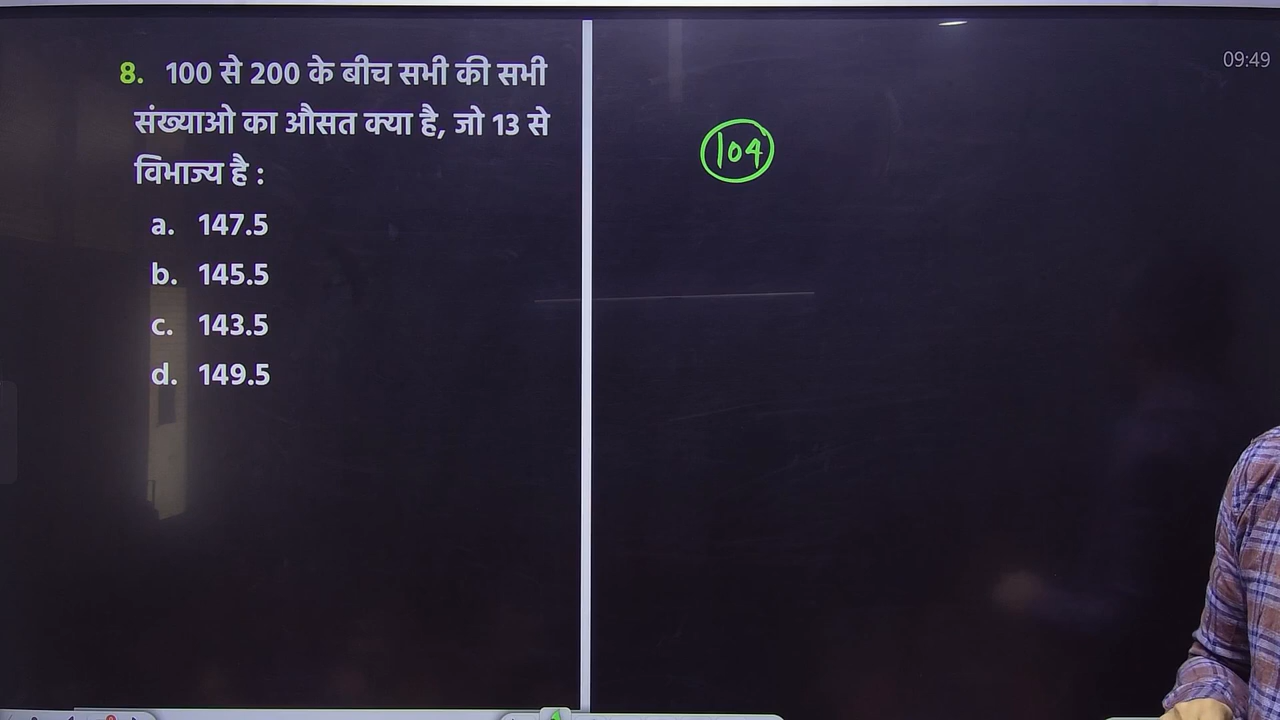 8. 100 से 200 के बीच सभी की सभी
संख्याओ का औसत क्या है, जो 13 से
विभाज्य है :
a. 147.5
b. 145.5
c. 143.5
d. 149.5
104
09:49